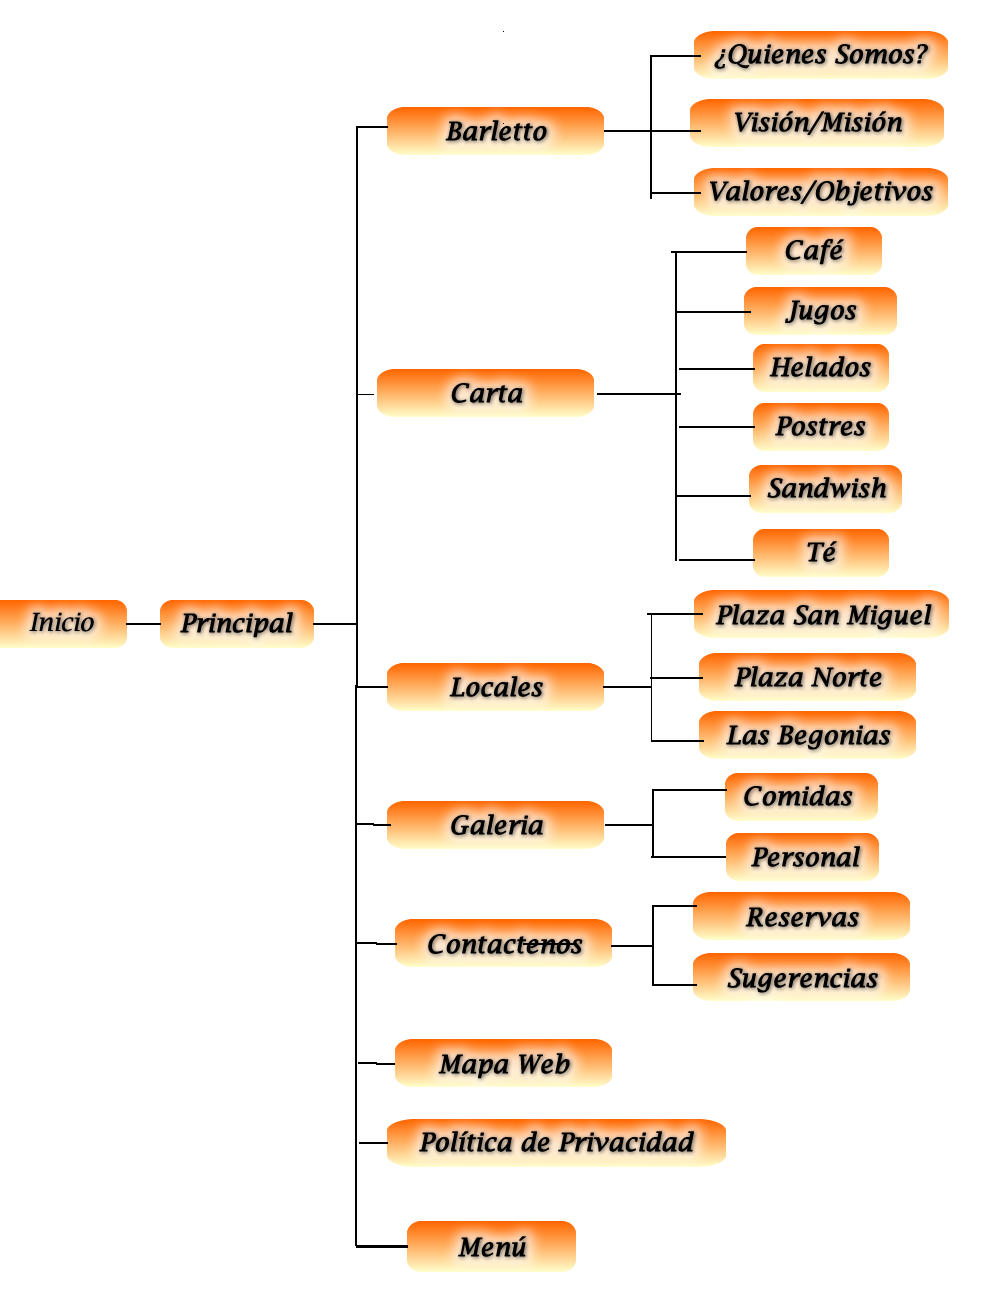 Inicio
Principal
Barletto
¿Quienes Somos?
Visión/Misión
Valores/Objetivos
Carta
Café
Jugos
Helados
Postres
Sandwish
Té
Locales
Plaza San Miguel
Plaza Norte
Las Begonias
Galeria
Comidas
Personal
Contactenos
Reservas
Sugerencias
Mapa Web
Política de Privacidad
Menú